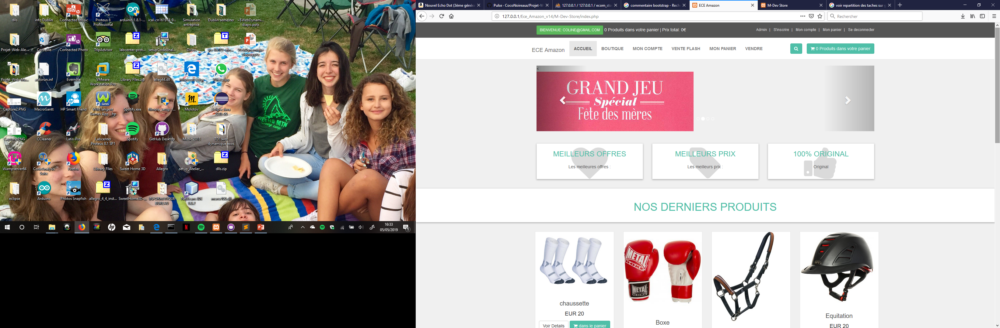 dlls
info Dublin
Connected Music
Proteus 8 Professional
arduino-1.8.1-...
ical-cn161974-9...
Simulation entreprise
Dublin semester
~$WebDynami... diapo.pptx
Projet-Web-Ale...
Corbeille
Connected Photo
TripAdvisor
labcenter-prot...
setupCodeAnal...
Divers
jre-8u181-win...
WebDynamique diapo.pptx
Projet-Web-Ma...
autorun.inf
Evernote
VMware Workstation Pro
Library FIles.zip
alleg44.dll
Microsoft Edge
WhatsApp
Capture2.PNG
MacroGantt
HP Smart Friend
WildTangent Games App - hp
Spotify.exe
filmora_setup_f...
Molotov
Eclipse Java 2018-09
Capture.PNG
CCleaner
Latis-Pro
Labcenter Proteus 8.1 SP1
Spotify
GitHub Desktop
Music 2018
TD1 web dynamique exos
Wampserver64
CodeAnalysis Suite
Firefox
Library FIles
Sweet Home 3D
Allegro
setup_Atelier_...
dlls.zip
eclipse
Arduino
Photos Snapfish
allegro_4_4_inst...
SweetHome3D-...
INFORMATIQUE BUREAU
NetBeans IDE 8.0.2
msvcr100.dll
GREEN MTN
running camp
16:33
05/05/2019
Nouvel Echo Dot (3ème généra
Pulse · CocoNoireaux/Projet-W
127.0.0.1 / 127.0.0.1 / ecom_sto
commentaire bootstrap - Rech
ECE Amazon
M-Dev Store
voir repartition des taches sur g
127.0.0.1/Ece_Amazon_v14/M-Dev-Store/index.php
Rechercher
BIENVENUE: COLINE@GMAIL.COM 0 Produits dans votre panier | Prix total: 0€
Admin | S'inscrire | Mon compte | Mon panier | Se deconnecter
ECE Amazon
ACCUEIL BOUTIQUE MON COMPTE VENTE FLASH MON PANIER VENDRE
0 Produits dans votre panier
<
GRAND JEU
Spécial
Fête des mères
MEILLEURS OFFRES
Les meilleures offres :
MEILLEURS PRIX
Les meilleurs prix :
100% ORIGINAL
Original
NOS DERNIERS PRODUITS
METAL BOXE
METAL BOXE
chaussette
EUR 20
Voir Details
dans le panier
Boxe
Equitation
EUR 20